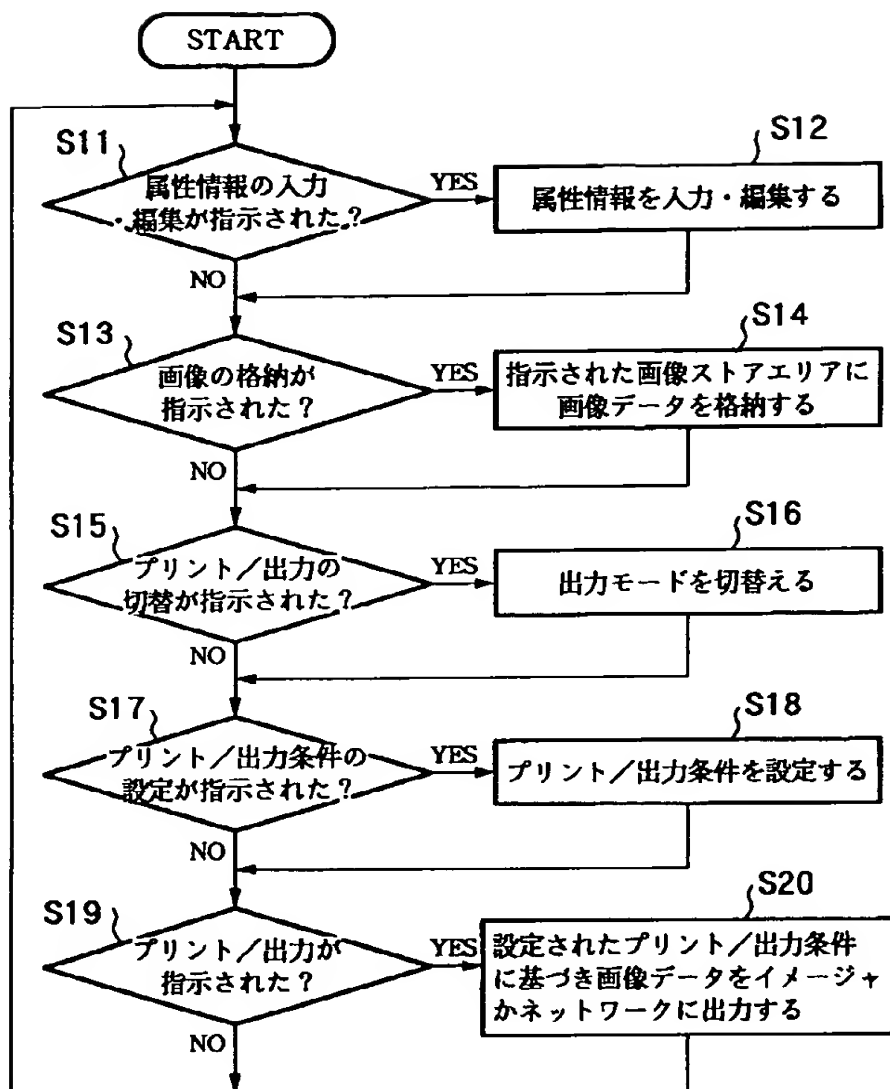 START
S11
属性情報の入力
・編集が指示された？
YES
S12
属性情報を入力・編集する
NO
S13
画像の格納が
指示された？
YES
S14
指示された画像ストアエリアに
画像データを格納する
NO
S15
プリント／出力の
切替が指示された？
YES
S16
出力モードを切替える
NO
S17
プリント／出力条件の
設定が指示された？
YES
S18
プリント／出力条件を設定する
NO
S19
プリント／出力が
指示された？
YES
S20
設定されたプリント／出力条件
に基づき画像データをイメージャ
かネットワークに出力する
NO